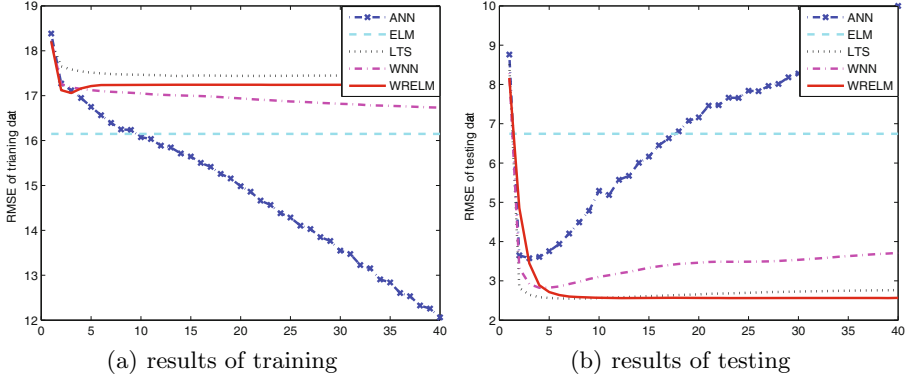 19
18
17
16
15
14
13
12
0 5 10 15 20 25 30 35 40
RMSE of trianing dat
ANN
ELM
LTS
WNN
WRELM
(a) results of training
10
9
8
7
6
5
4
3
2
0 5 10 15 20 25 30 35 40
RMSE of testing dat
ANN
ELM
LTS
WNN
WRELM
(b) results of testing